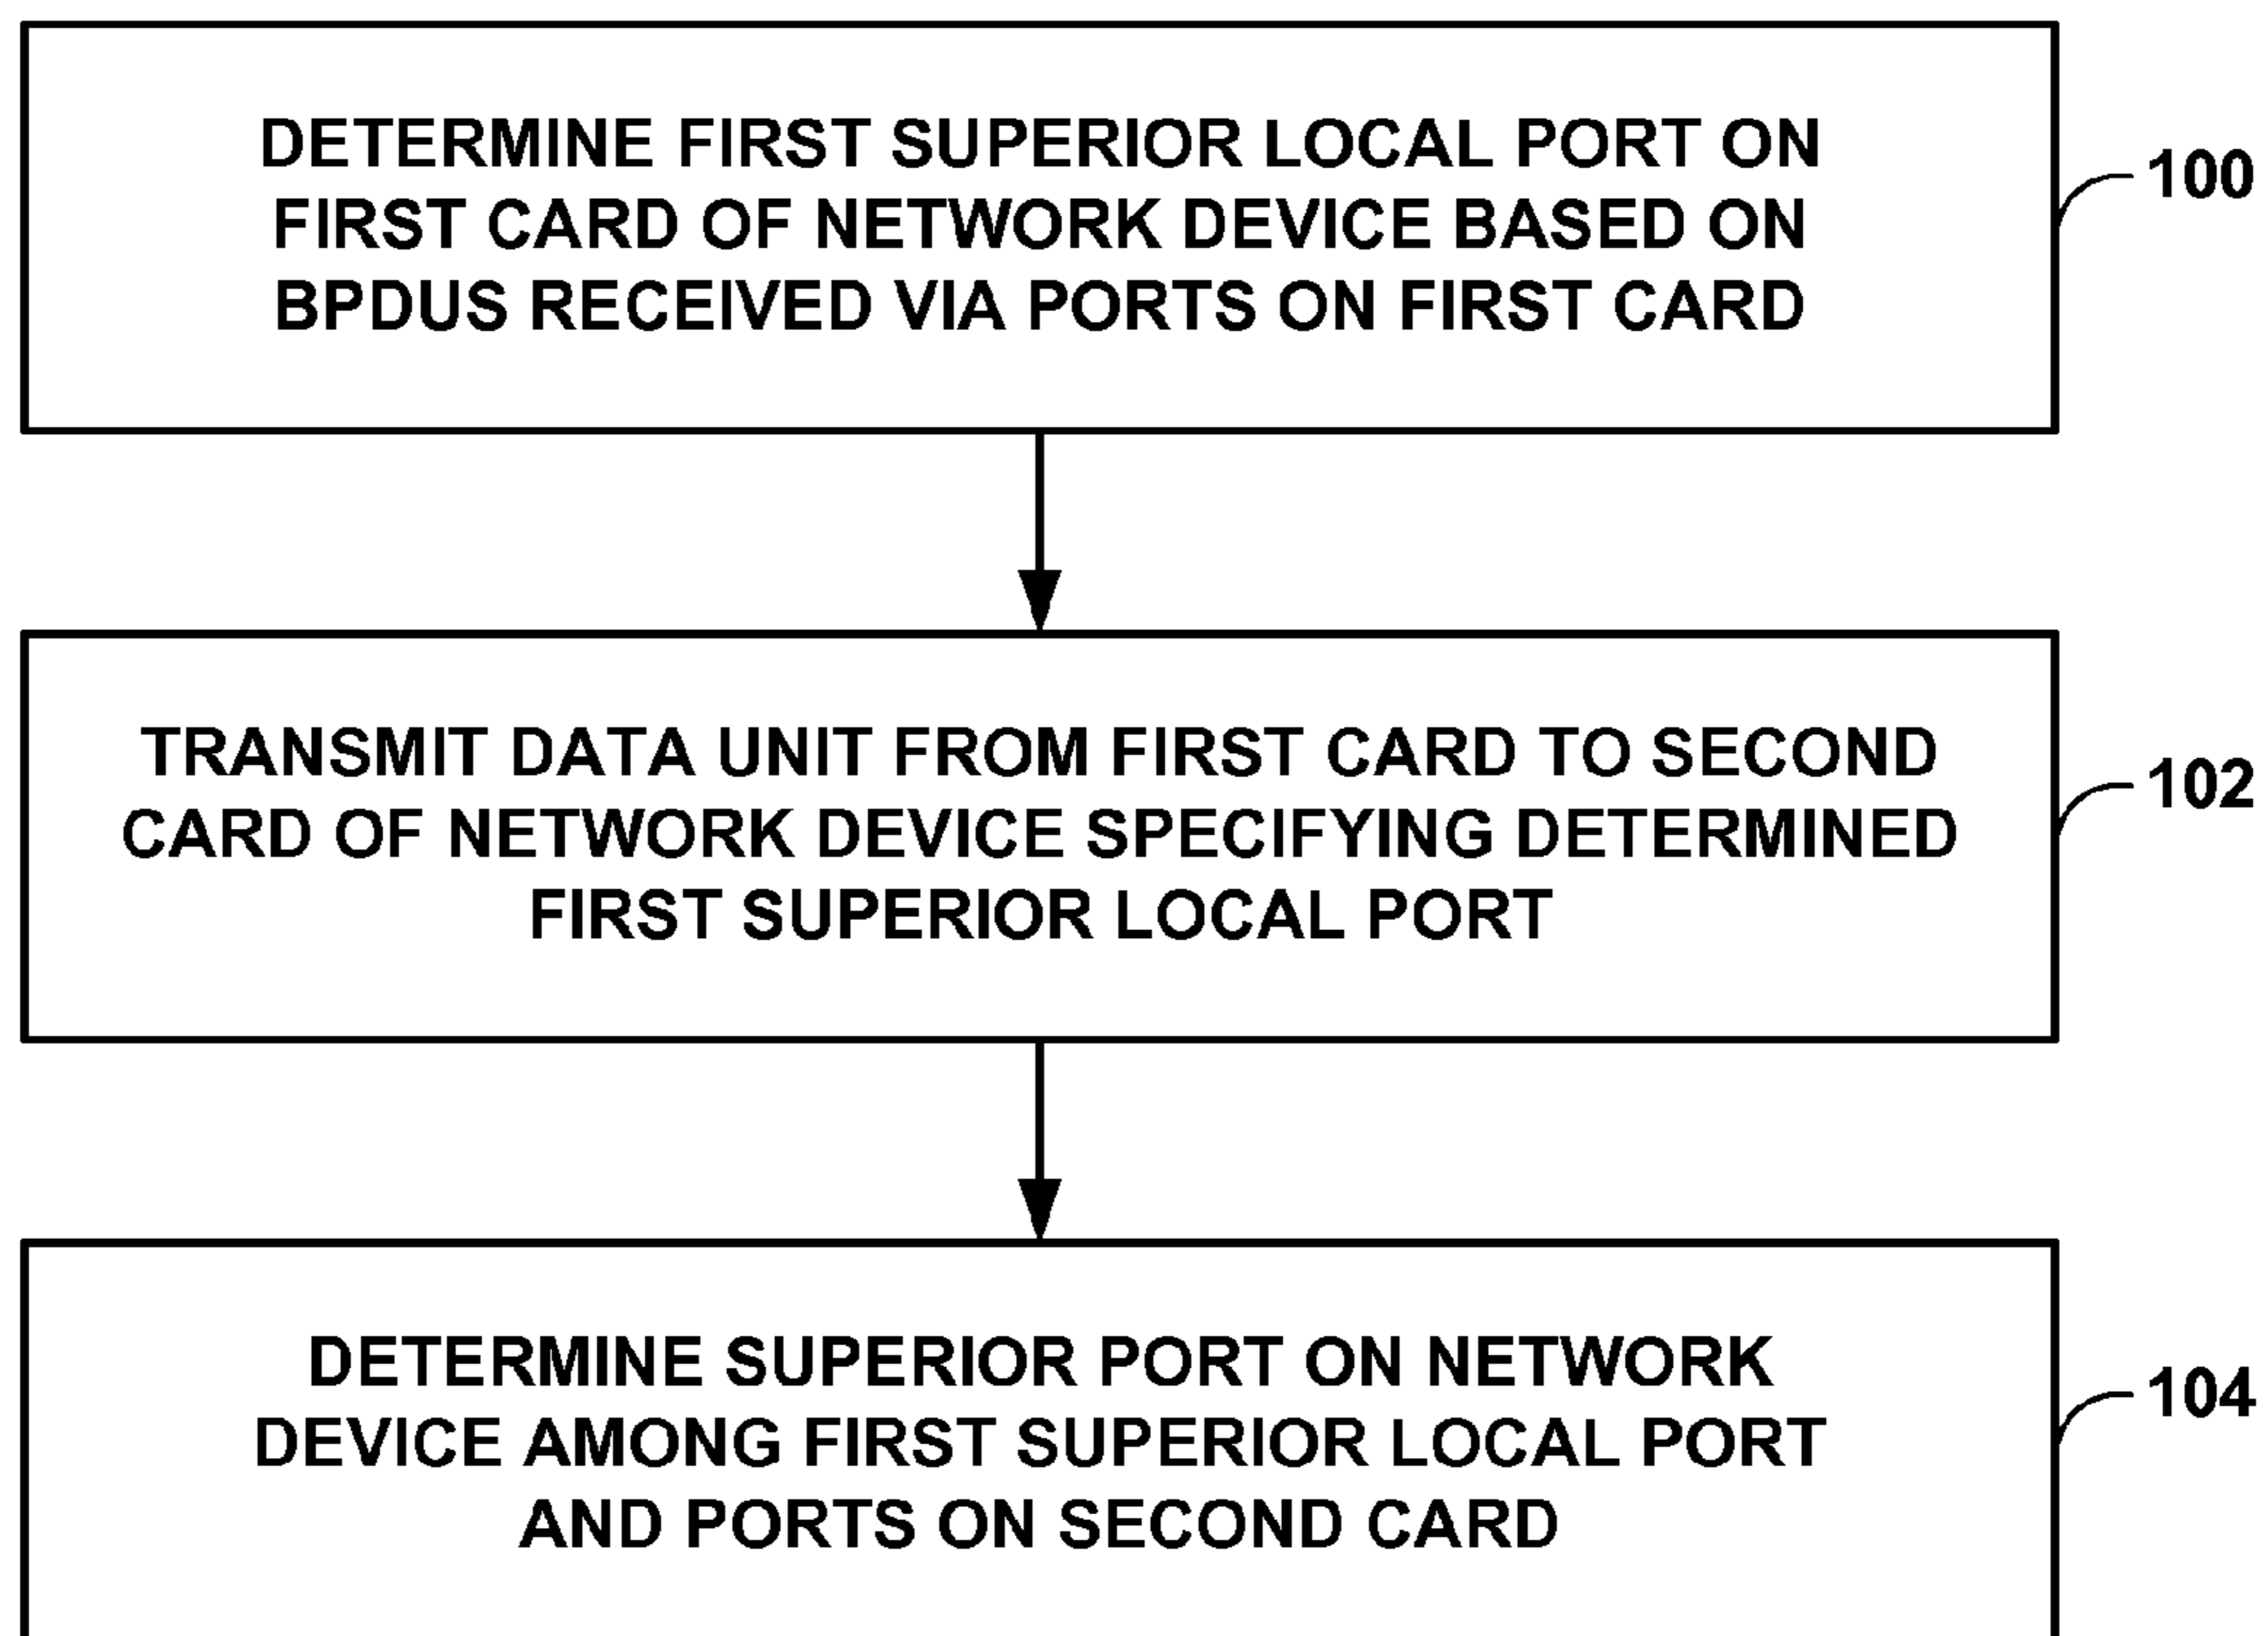 DETERMINE FIRST SUPERIOR LOCAL PORT ON
FIRST CARD OF NETWORK DEVICE BASED ON
BPDUS RECEIVED VIA PORTS ON FIRST CARD
100
TRANSMIT DATA UNIT FROM FIRST CARD TO SECOND
CARD OF NETWORK DEVICE SPECIFYING DETERMINED
FIRST SUPERIOR LOCAL PORT
102
DETERMINE SUPERIOR PORT ON NETWORK
DEVICE AMONG FIRST SUPERIOR LOCAL PORT
AND PORTS ON SECOND CARD
104